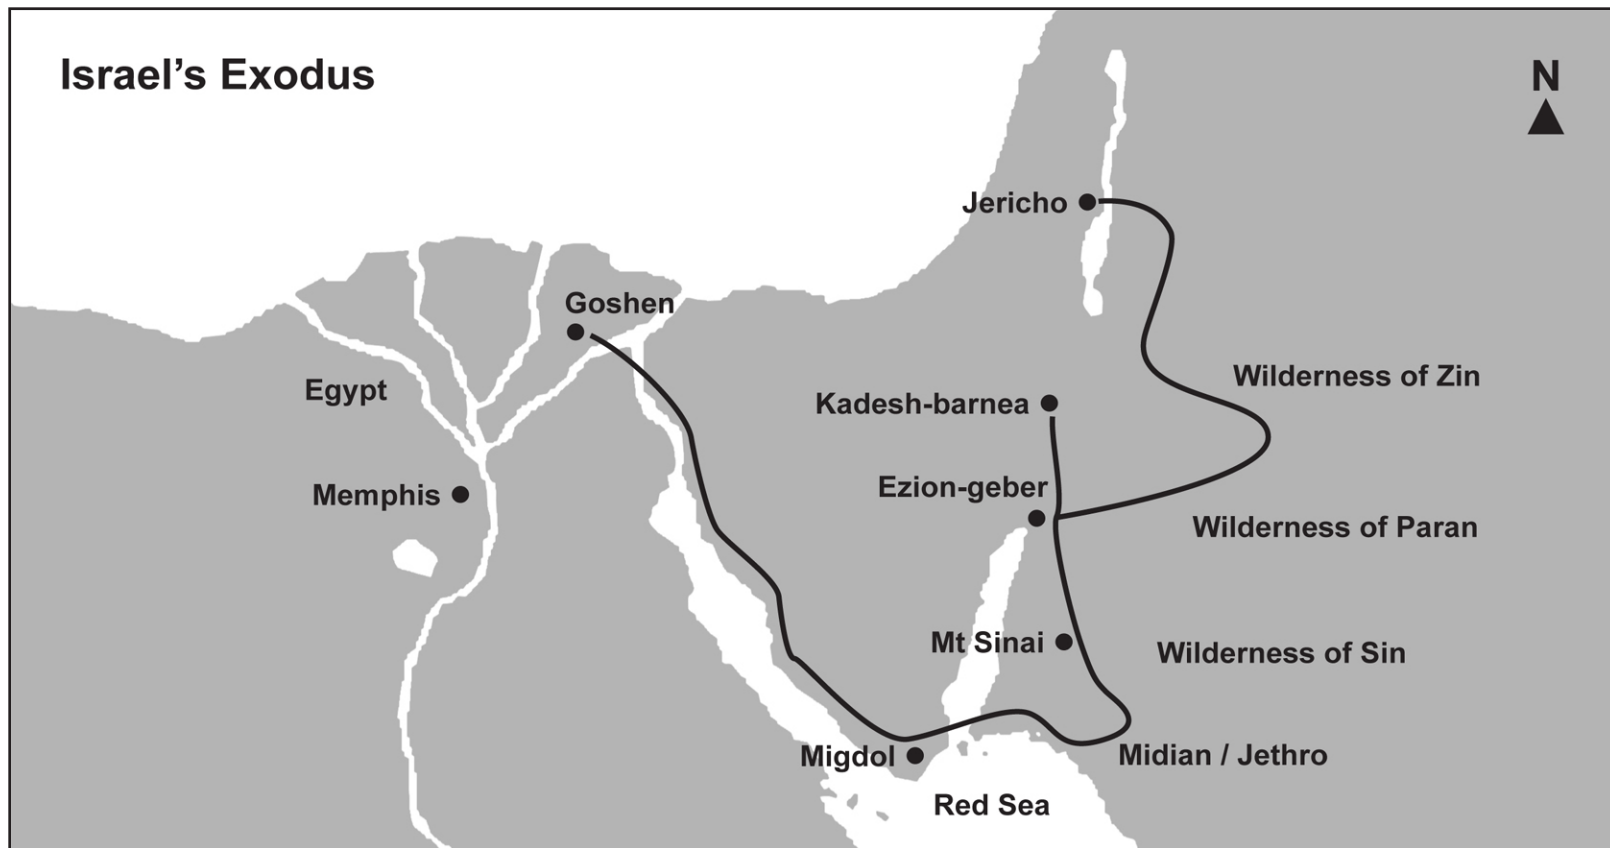 Israel’s Exodus
N
Jericho
Goshen
Egypt
Wilderness of Zin
Kadesh-barnea
Ezion-geber
Memphis
Wilderness of Paran
Mt Sinai
Wilderness of Sin
Migdol
Midian / Jethro
Red Sea